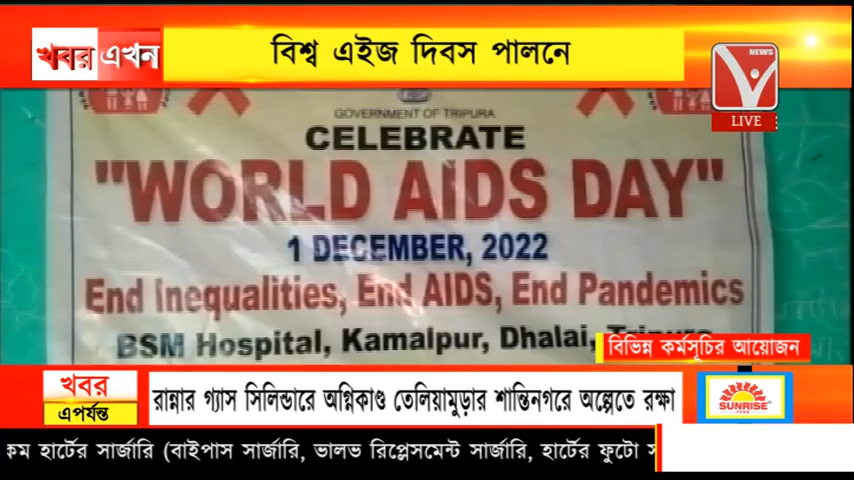 খবর এখন
বিশ্ব এইজ দিবস পালনে
NEWS
LIVE
GOVERNMENT OF TRIPURA
CELEBRATE
"WORLD AIDS DAY"
1 DECEMBER, 2022
End Inequalities, End AIDS, End Pandemics
BSM Hospital, Kamalpur, Dhalai, Tripura
বিভিন্ন কর্মসূচির আয়োজন
খবর
এপর্যন্ত
রান্নার গ্যাস সিলিন্ডারে অগ্নিকাণ্ড তেলিয়ামুড়ার শান্তিনগরে অল্পেতে রক্ষা
SUNRISE
কম হার্টের সার্জারি (বাইপাস সার্জারি, ভালভ রিপ্লেসমেন্ট সার্জারি, হার্টের ফুটো স